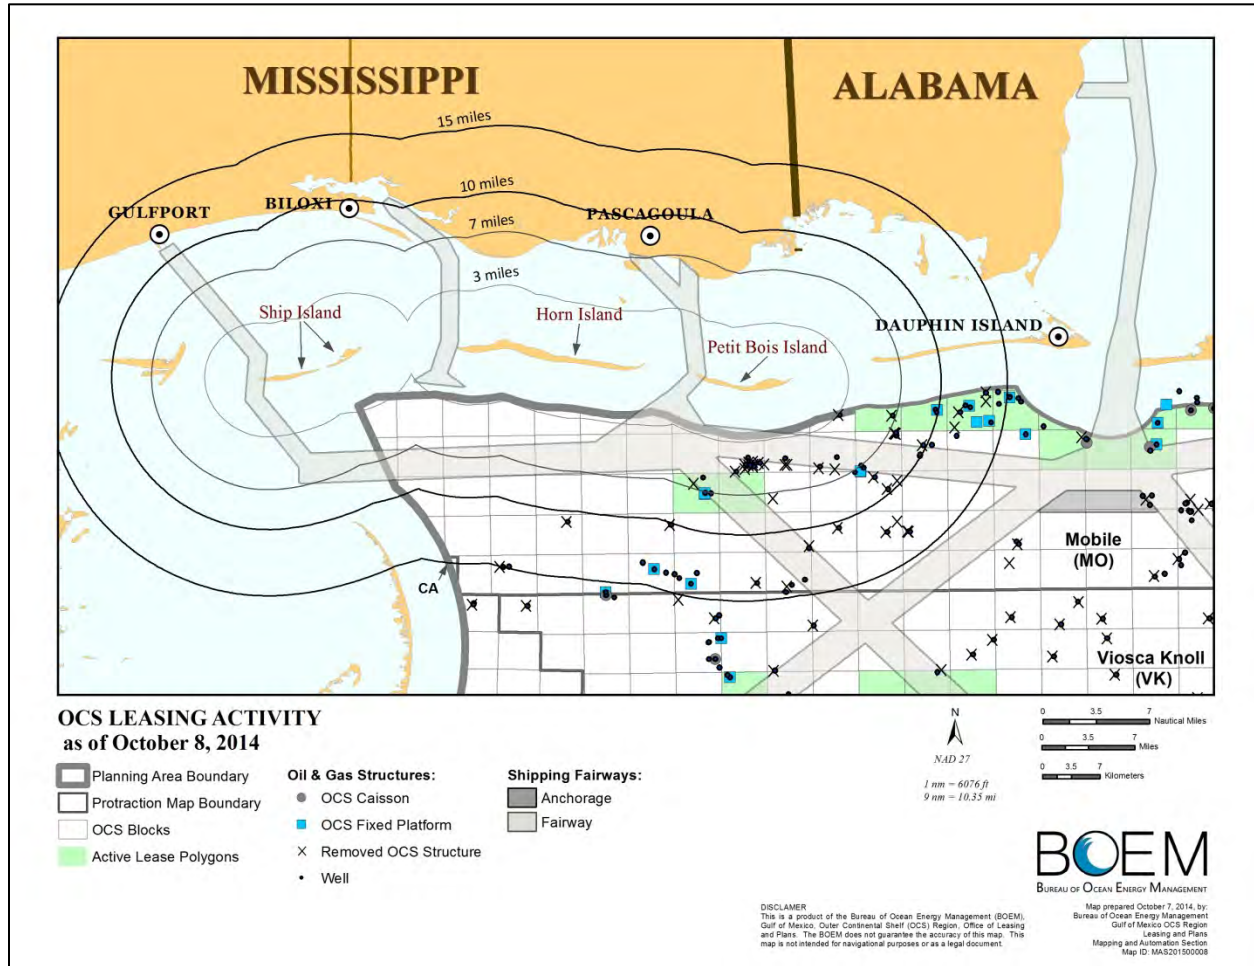 MISSISSIPPI
ALABAMA
15 miles
10 miles
BILOXI
GULFPORT
PASCAGOULA
7 miles
3 miles
Ship Island
Horn Island
DAUPHIN ISLAND
Petit Bois Island
Mobile
(MO)
CA
Viosca Knoll
(VK)
OCS LEASING ACTIVITY
as of October 8, 2014
Planning Area Boundary
Protraction Map Boundary
OCS Blocks
Active Lease Polygons
Oil & Gas Structures:
OCS Caisson
OCS Fixed Platform
Removed OCS Structure
Well
Shipping Fairways:
Anchorage
Fairway
N
NAD 27
1 nm = 6076 ft
9 nm = 10.35 mi
0 3.5 7
Nautical Miles
0 3.5 7
Miles
0 3.5 7
Kilometers
BOEM
BUREAU OF OCEAN ENERGY MANAGEMENT
DISCLAMER
This is a product of the Bureau of Ocean Energy Management (BOEM),
Gulf of Mexico, Outer Continental Shelf (OCS) Region, Office of Leasing
and Plans. The BOEM does not guarantee the accuracy of this map. This
map is not intended for navigational purposes or as a legal document.
Map prepared October 7, 2014, by:
Bureau of Ocean Energy Management
Gulf of Mexico OCS Region
Leasing and Plans
Mapping and Automation Section
Map ID: MAS201500008